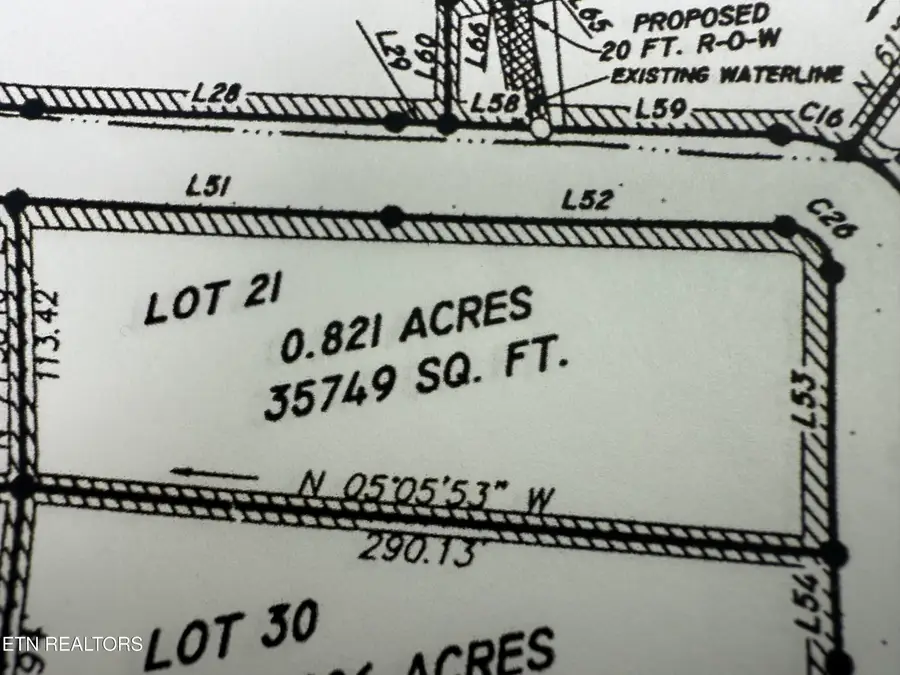 L65
PROPOSED
20 FT. R-O-W
EXISTING WATERLINE
L29
L60
L66
L28
L58
L59
C16
L51
L52
C26
LOT 21
0.821 ACRES
35749 SQ. FT.
113.42
L53
N 05°05'53" W
290.13'
L54
LOT 30
ACRES
ETN REALTORS